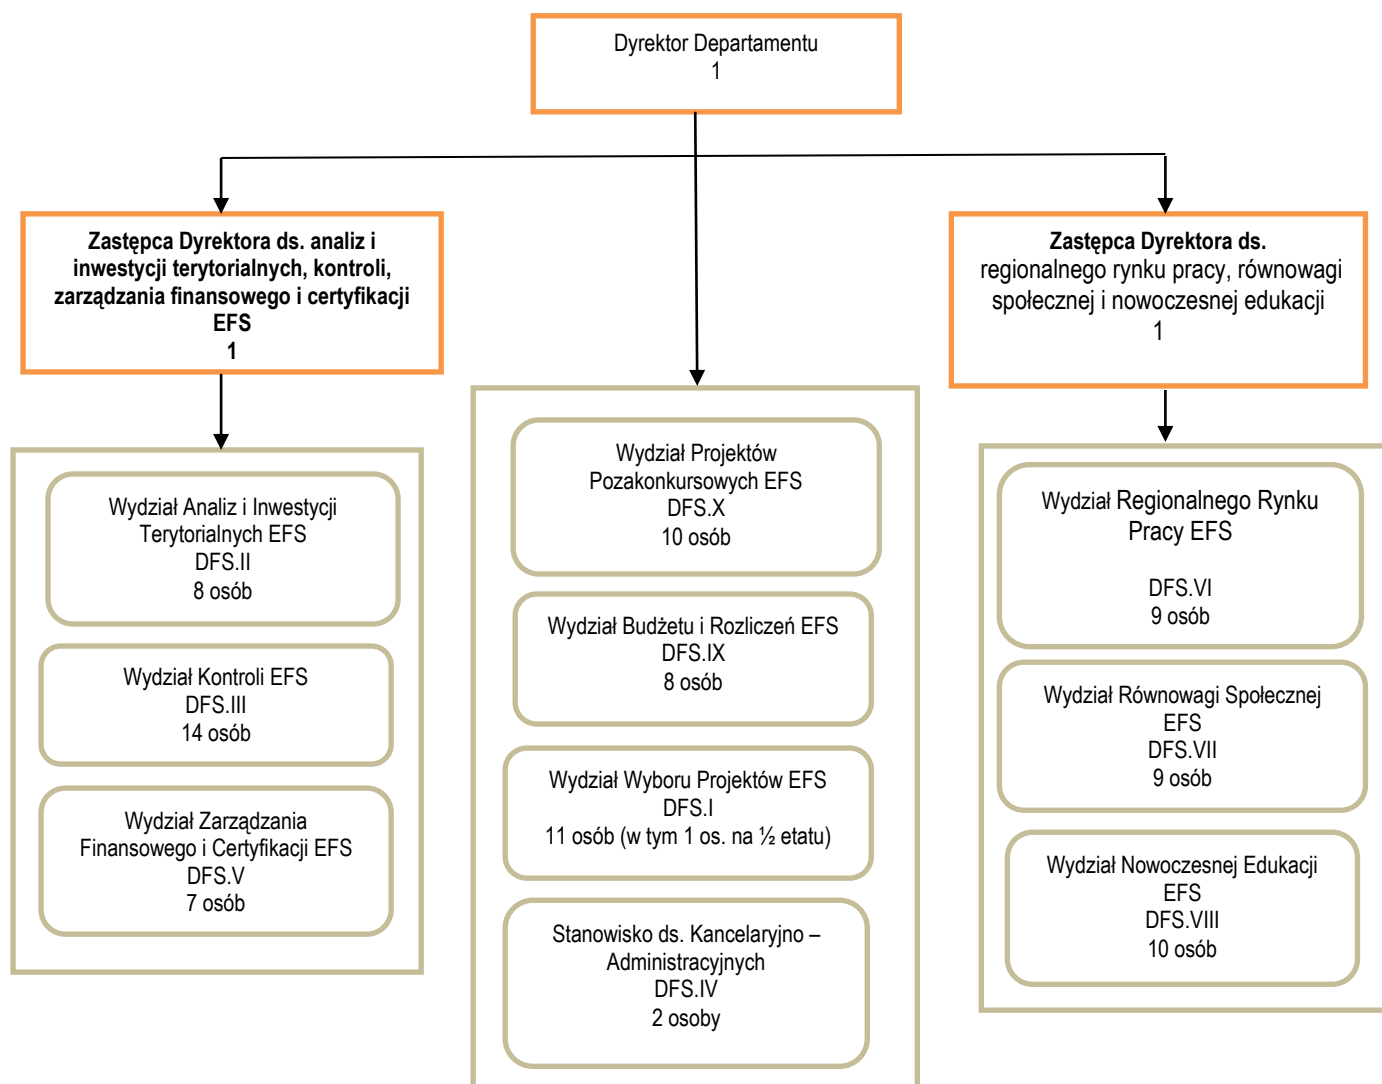 Dyrektor Departamentu
1
Zastępca Dyrektora ds. analiz i
inwestycji terytorialnych, kontroli,
zarządzania finansowego i certyfikacji
EFS
1
Zastępca Dyrektora ds.
regionalnego rynku pracy, równowagi
społecznej i nowoczesnej edukacji
1
Wydział Analiz i Inwestycji
Terytorialnych EFS
DFS.II
8 osób
Wydział Kontroli EFS
DFS.III
14 osób
Wydział Zarządzania
Finansowego i Certyfikacji EFS
DFS.V
7 osób
Wydział Projektów
Pozakonkursowych EFS
DFS.X
10 osób
Wydział Budżetu i Rozliczeń EFS
DFS.IX
8 osób
Wydział Wyboru Projektów EFS
DFS.I
11 osób (w tym 1 os. na ½ etatu)
Stanowisko ds. Kancelaryjno –
Administracyjnych
DFS.IV
2 osoby
Wydział Regionalnego Rynku
Pracy EFS
DFS.VI
9 osób
Wydział Równowagi Społecznej
EFS
DFS.VII
9 osób
Wydział Nowoczesnej Edukacji
EFS
DFS.VIII
10 osób